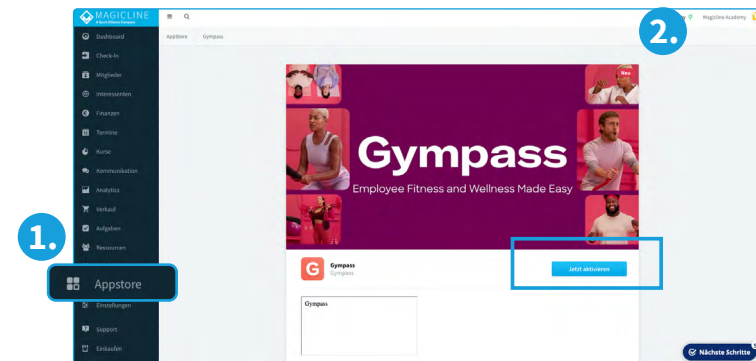 MAGICLINE
A Sport Alliance Company
Magicline Academy
2.
Dashboard
AppStore
Gympass
Check-In
Mitglieder
Neu
Interessenten
Finanzen
Termine
Kurse
Gympass
Kommunikation
Employee Fitness and Wellness Made Easy
Analytics
Verkauf
Aufgaben
1.
Ressourcen
G
Gympass
Gympass
Jetzt aktivieren
Appstore
Einstellungen
Gympass
Support
Einkaufen
Nächste Schritte